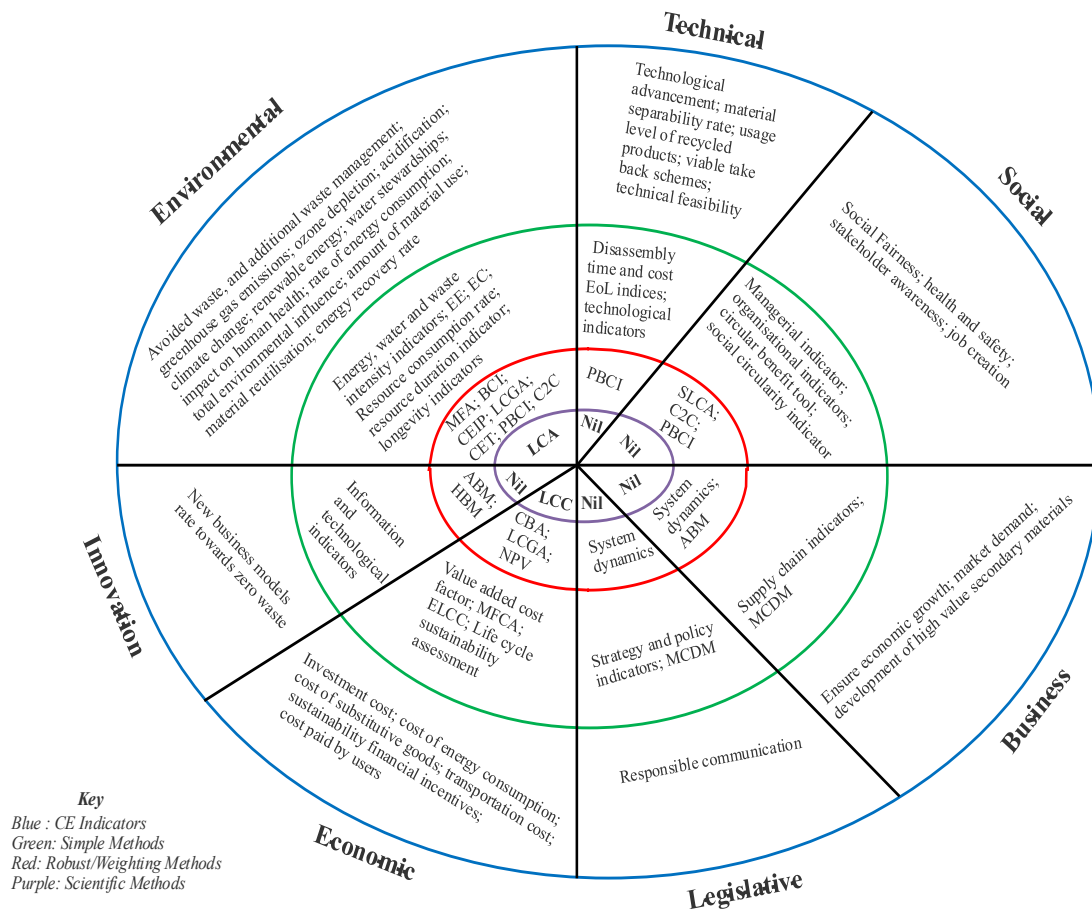 Technical
Technological
advancement; material
separability rate; usage
level of recycled
products; viable take
back schemes;
technical feasibility
Disassembly
time and cost
EoL indices;
technological
indicators
PBCI
Nil
Social
Social Fairness; health and safety;
stakeholder awareness; job creation
Managerial indicator;
organisational indicators;
circular benefit tool;
social circularity indicator
SLCA;
C2C;
PBCI
Nil
Business
Ensure economic growth; market demand;
development of high value secondary materials
Supply chain indicators;
MCDM
System
dynamics;
ABM
Nil
Legislative
Responsible communication
Strategy and policy
indicators; MCDM
System
dynamics
Nil
Economic
Investment cost; cost of energy consumption;
cost of substitutive goods; transportation cost;
sustainability financial incentives;
cost paid by users
Value added cost
factor; MFCA;
ELCC; Life cycle
sustainability
assessment
CBA;
LCGA;
NPV
LCC
Innovation
New business models
rate towards zero waste
Information
and
technological
indicators
ABM;
HBM
Nil
Environmental
Avoided waste, and additional waste management;
greenhouse gas emissions; ozone depletion; acidification;
climate change; renewable energy; water stewardships;
impact on human health; rate of energy consumption;
total environmental influence; amount of material use;
material reutilisation; energy recovery rate
Energy, water and waste
intensity indicators; EE; EC;
Resource consumption rate;
resource duration indicator;
longevity indicators
MFA; BCI;
CEIP; LCGA;
CET; PBCI; C2C
LCA
Key
Blue : CE Indicators
Green: Simple Methods
Red: Robust/Weighting Methods
Purple: Scientific Methods